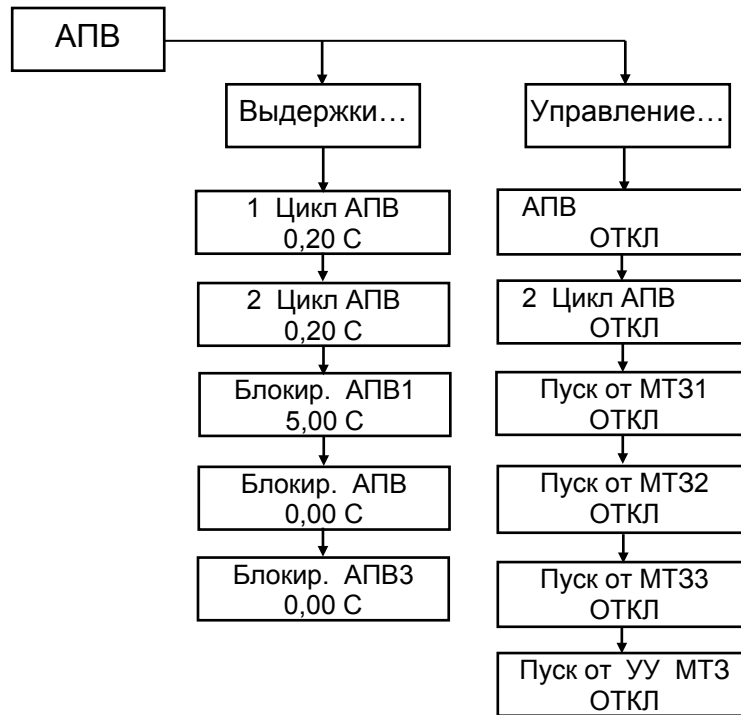 АПВ
Выдержки…
Управление…
1 Цикл АПВ
0,20 С
2 Цикл АПВ
0,20 С
Блокир. АПВ1
5,00 С
Блокир. АПВ
0,00 С
Блокир. АПВ3
0,00 С
АПВ
ОТКЛ
2 Цикл АПВ
ОТКЛ
Пуск от МТЗ1
ОТКЛ
Пуск от МТЗ2
ОТКЛ
Пуск от МТЗ3
ОТКЛ
Пуск от УУ МТЗ
ОТКЛ